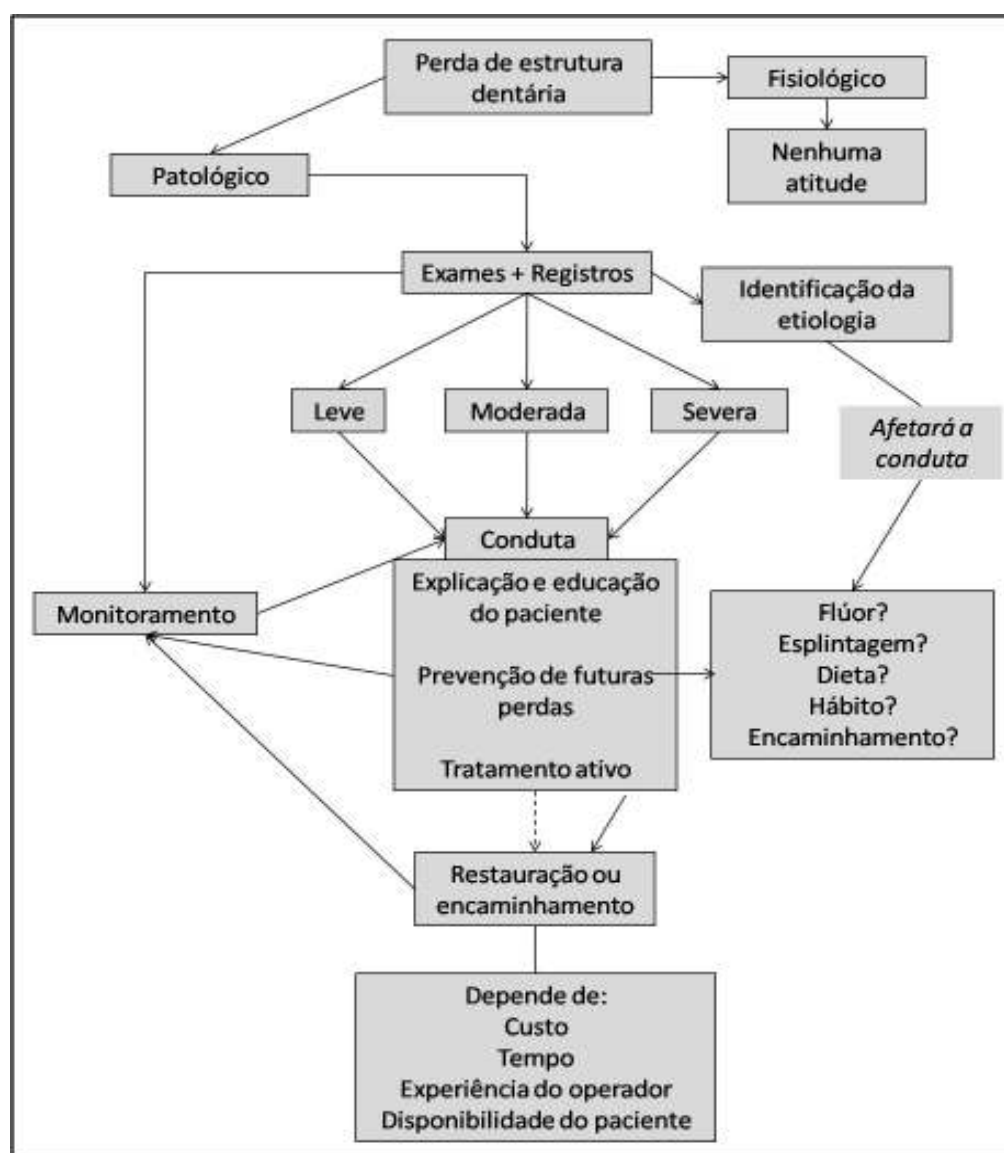 Perda de estrutura
dentária
Fisiológico
Nenhuma
atitude
Patológico
Exames + Registros
Identificação da
etiologia
Leve
Moderada
Severa
Afetará a
conduta
Conduta
Explicação e educação
do paciente
Monitoramento
Prevenção de futuras
perdas
Tratamento ativo
Flúor?
Esplintagem?
Dieta?
Hábito?
Encaminhamento?
Restauração ou
encaminhamento
Depende de:
Custo
Tempo
Experiência do operador
Disponibilidade do paciente